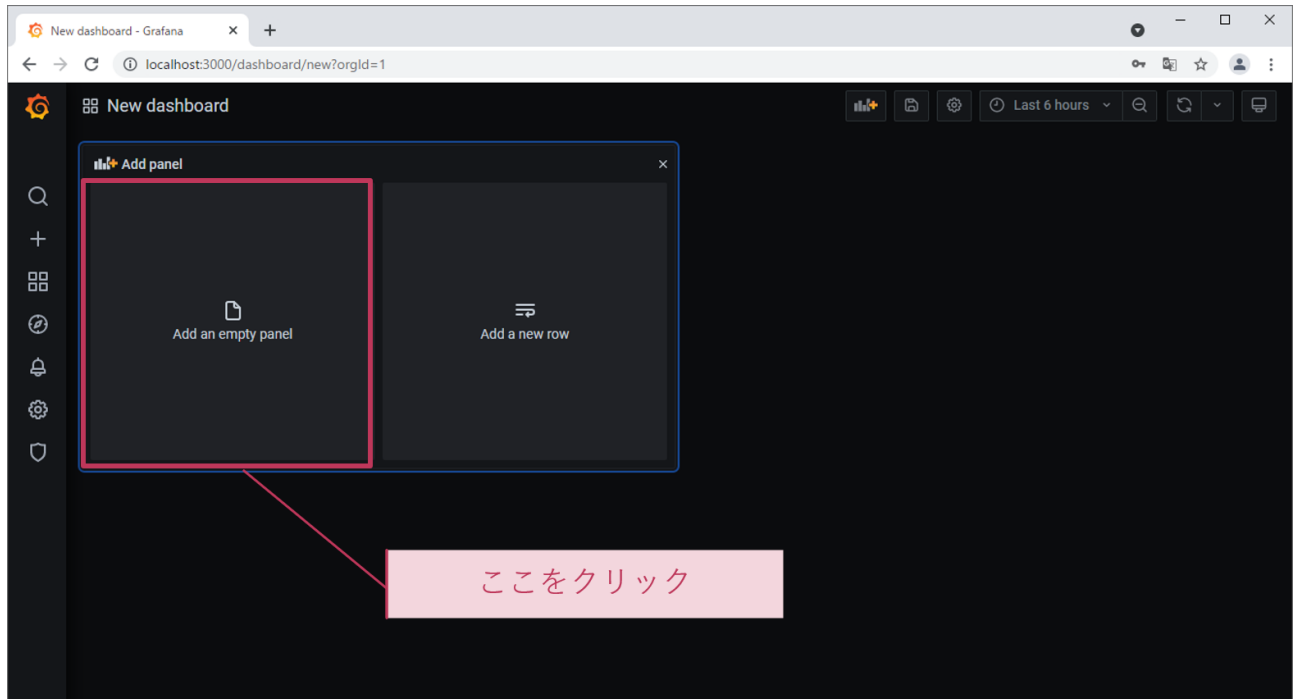 New dashboard - Grafana
localhost:3000/dashboard/new?orgId=1
New dashboard
Last 6 hours
Add panel
Add an empty panel
Add a new row
ここをクリック